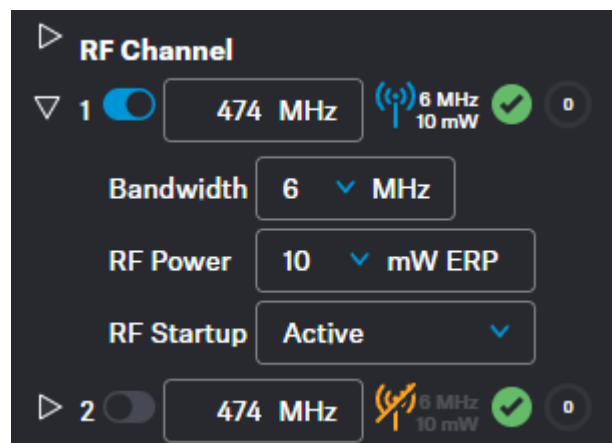 RF Channel
1 474 MHz 6 MHz 0
10 mW
Bandwidth 6 MHz
RF Power 10 mW ERP
RF Startup Active
2 474 MHz 6 MHz 0
10 mW